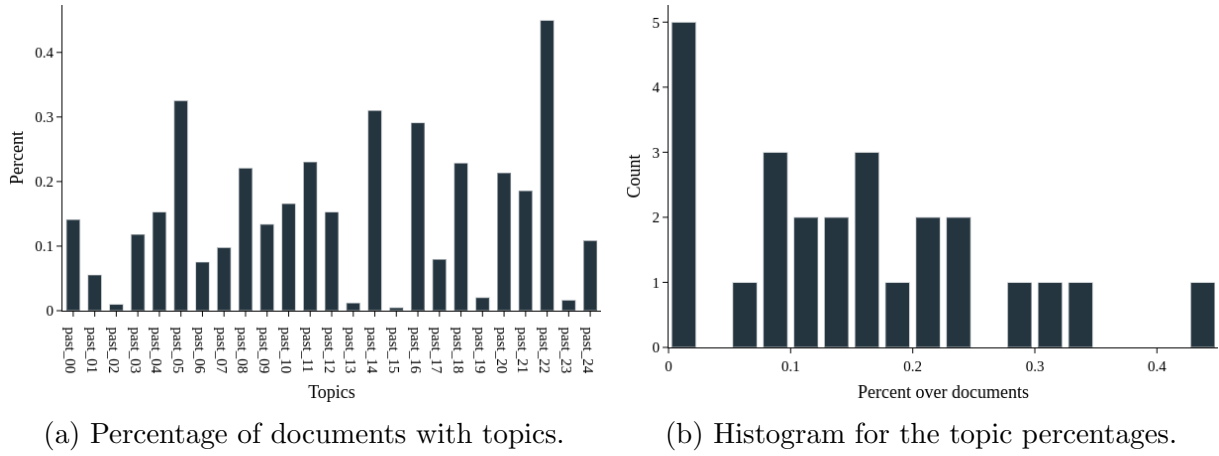 Percent
0.4
0.3
0.2
0.1
0
past_00
past_01
past_02
past_03
past_04
past_05
past_06
past_07
past_08
past_09
past_10
past_11
past_12
past_13
past_14
past_15
past_16
past_17
past_18
past_19
past_20
past_21
past_22
past_23
past_24
Topics
(a) Percentage of documents with topics.
Count
5
4
3
2
1
0
0
0.1
0.2
0.3
0.4
Percent over documents
(b) Histogram for the topic percentages.